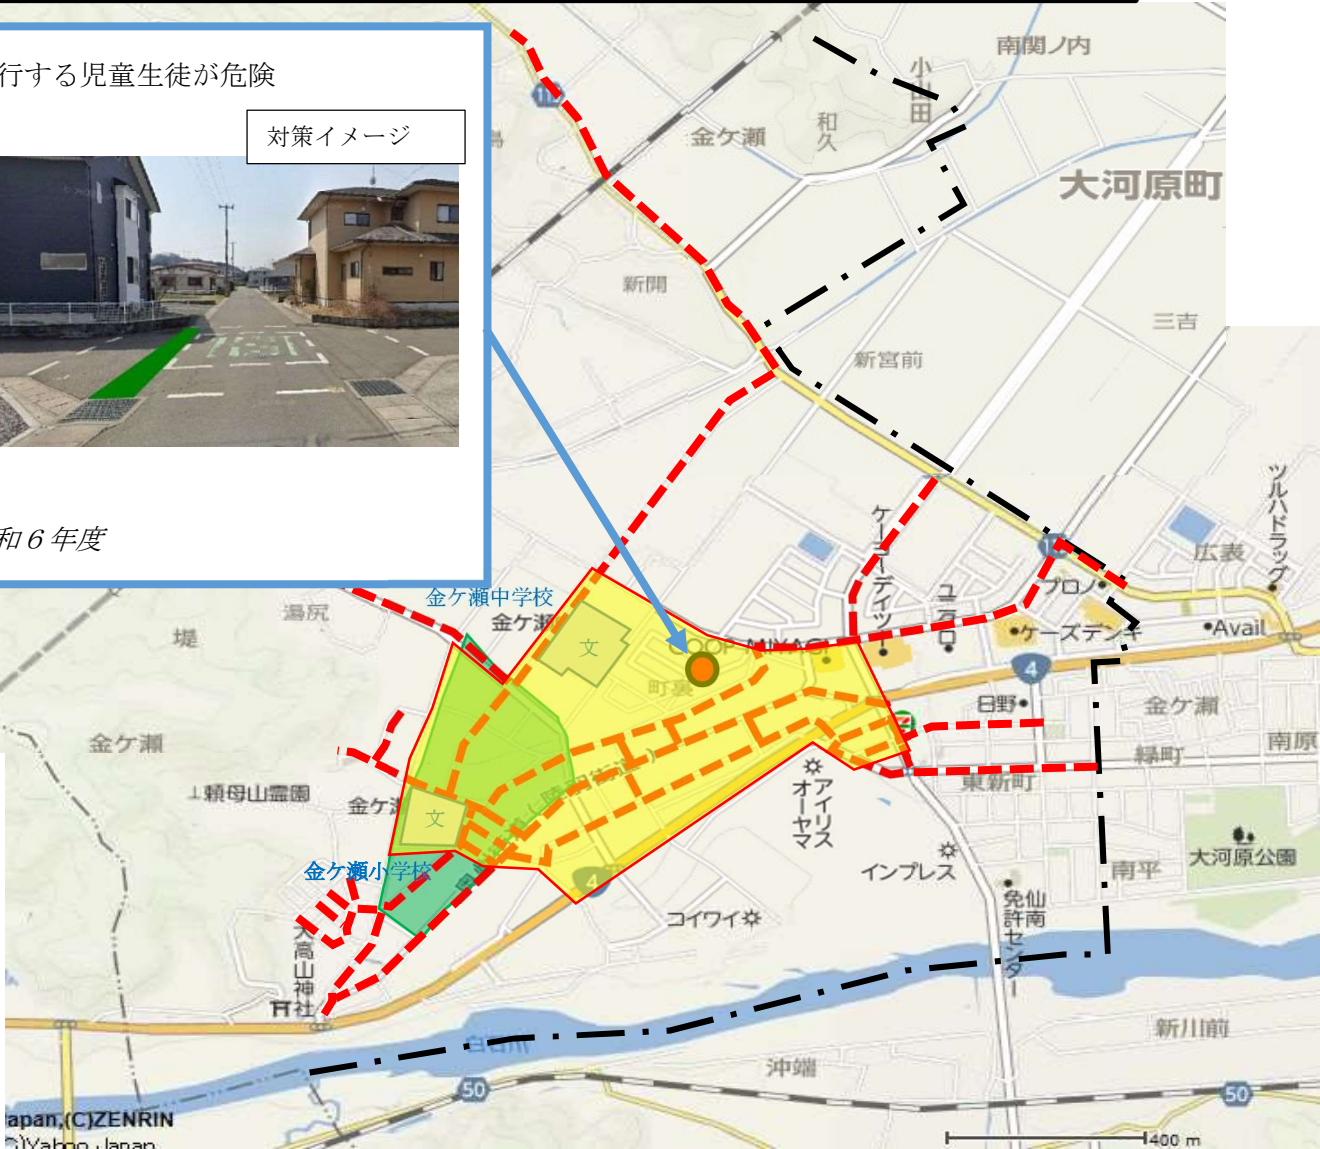 行する児童生徒が危険
対策イメージ
和６年度
南関ノ内
小山田
和久
金ケ瀬
大河原町
新開
三吉
新宮前
ツルハドラッグ
広表
ケーヨーデイツー
ユニクロ
プロノ
ケーズデンキ
Avail
4
金ケ瀬中学校
金ケ瀬
文
COOP MIYAGI
町裏
湯尻
堤
金ケ瀬
頼母山霊園
金ケ瀬
文
金ケ瀬小学校
日野
金ケ瀬
緑町
南原
東新町
アイリスオーヤマ
インプレス
大河原公園
南平
仙南
免許センター
コイワイ
4
大高山神社
白石川
新川前
沖端
50
50
apan,(C)ZENRIN
Yahoo Japan
400 m